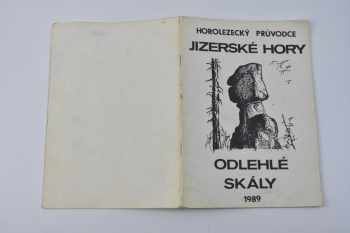 HOROLEZECKÝ PRŮVODCE
JIZERSKÉ HORY
ODLEHLÉ
SKÁLY
1989